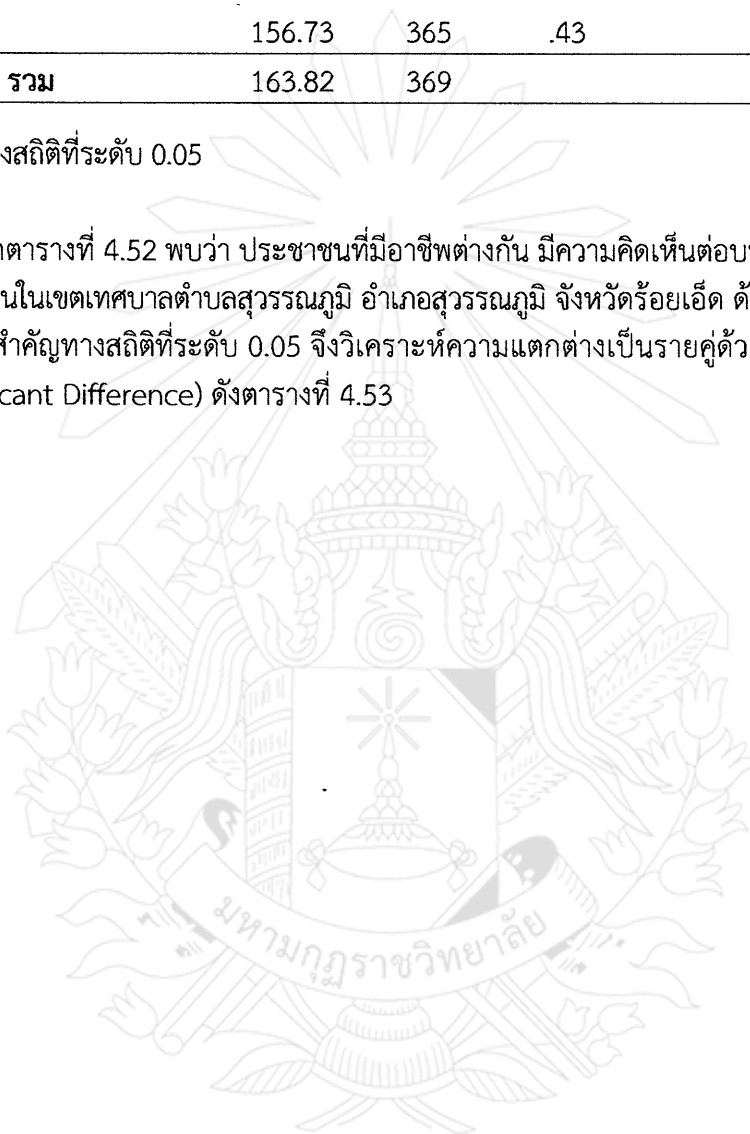 156.73 365 .43
รวม 163.82 369
งสถิติที่ระดับ 0.05
ตารางที่ 4.52 พบว่า ประชาชนที่มีอาชีพต่างกัน มีความคิดเห็นต่อบ
นในเขตเทศบาลตำบลสุวรรณภูมิ อำเภอสุวรรณภูมิ จังหวัดร้อยเอ็ด ด้
สำคัญทางสถิติที่ระดับ 0.05 จึงวิเคราะห์ความแตกต่างเป็นรายคู่ด้ว
cant Difference) ดังตารางที่ 4.53
มหามกุฏราชวิทยาลัย